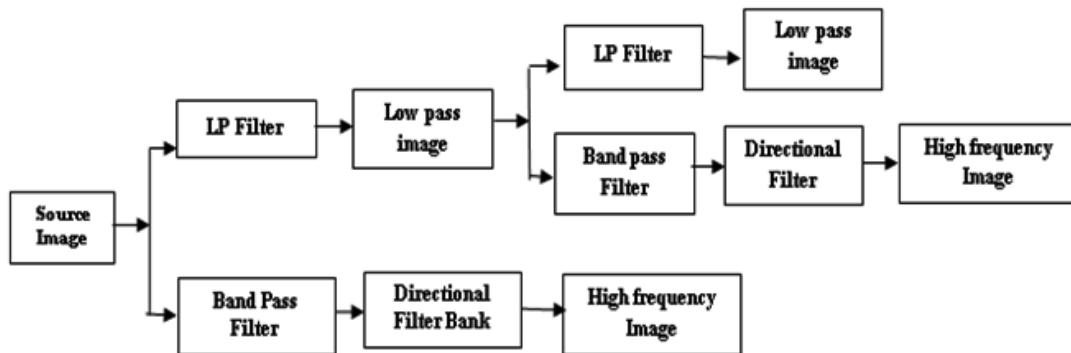 LP Filter
Low pass
image
LP Filter
Low pass
image
Band pass
Filter
Directional
Filter
High frequency
Image
Source
Image
Band Pass
Filter
Directional
Filter Bank
High frequency
Image